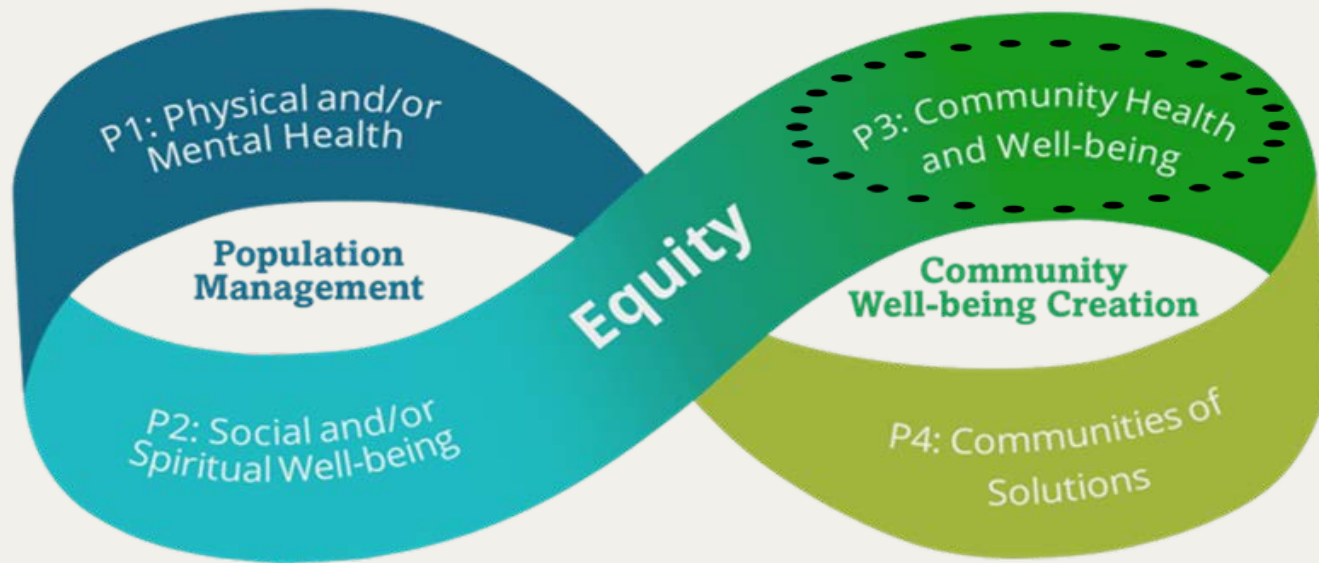 P1: Physical and/or
Mental Health
Population
Management
P2: Social and/or
Spiritual Well-being
Equity
P3: Community Health
and Well-being
Community
Well-being Creation
P4: Communities of
Solutions